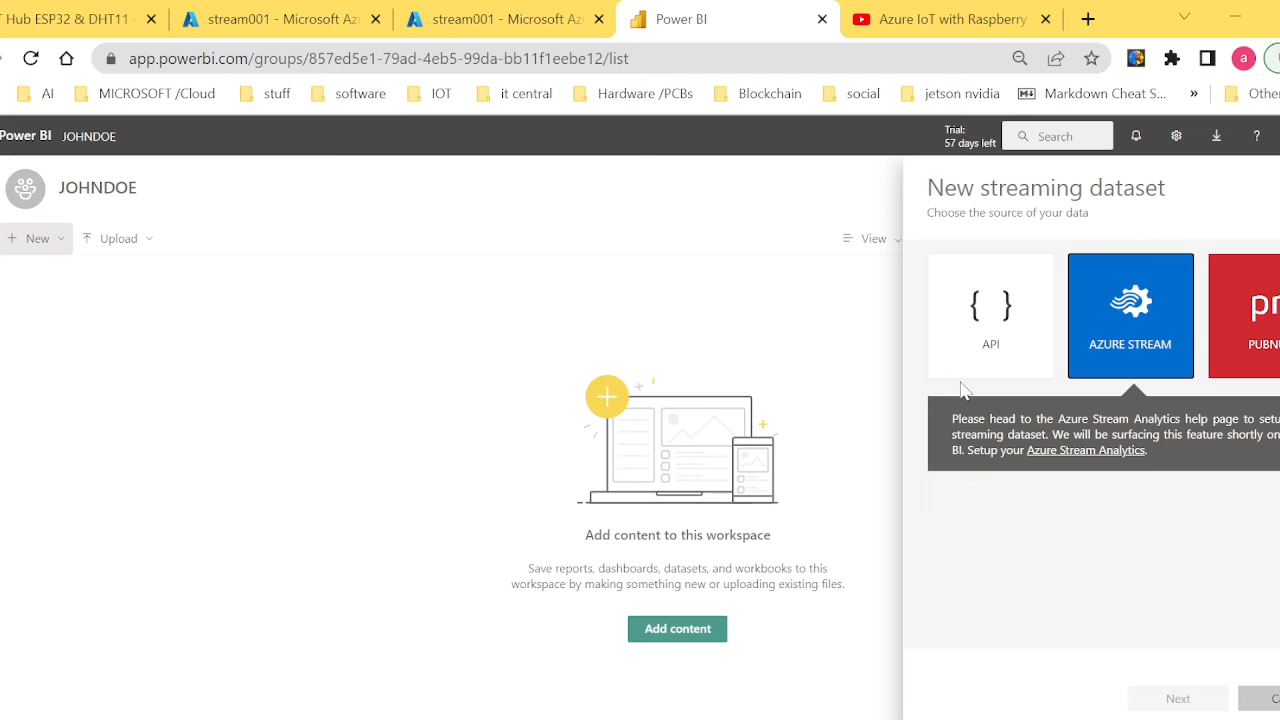 Hub ESP32 & DHT11 -
stream001 - Microsoft Az
stream001 - Microsoft Az
Power BI
Azure IoT with Raspberry
app.powerbi.com/groups/857ed5e1-79ad-4eb5-99da-bb11f1eebe12/list
a
AI
MICROSOFT /Cloud
stuff
software
IOT
it central
Hardware /PCBs
Blockchain
social
jetson nvidia
Markdown Cheat S...
»
Othe
Power BI JOHNDOE
Trial:
57 days left
Search
?
JOHNDOE
New
Upload
View
New streaming dataset
Choose the source of your data
{ }
API
AZURE STREAM
pr
PUBN
Please head to the Azure Stream Analytics help page to setu
streaming dataset. We will be surfacing this feature shortly on
BI. Setup your Azure Stream Analytics.
Add content to this workspace
Save reports, dashboards, datasets, and workbooks to this
workspace by making something new or uploading existing files.
Add content
Next